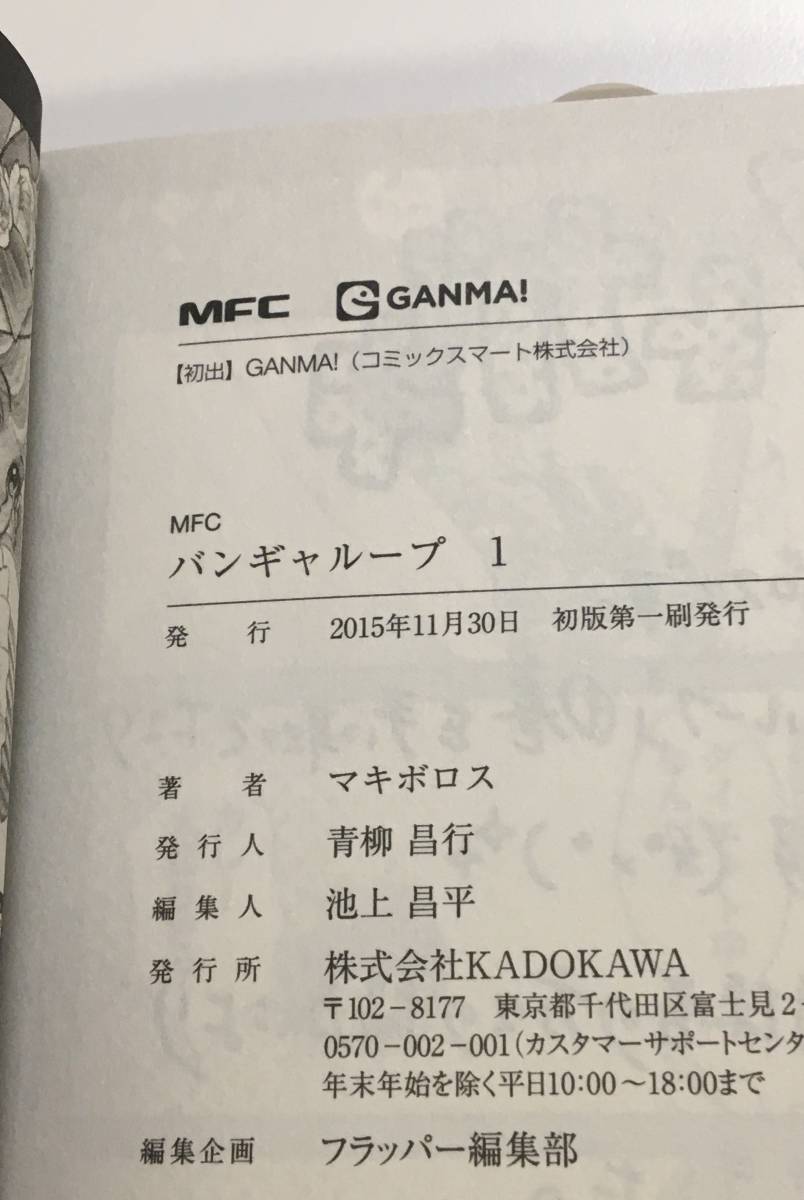 MFC GANMA!
【初出】GANMA!（コミックスマート株式会社）
MFC
バンギャループ 1
発 行 2015年11月30日 初版第一刷発行
著 者 マキボロス
発行人 青柳 昌行
編集人 池上 昌平
発行所 株式会社KADOKAWA
〒102-8177 東京都千代田区富士見2-
0570-002-001（カスタマーサポートセンタ
年末年始を除く平日10:00～18:00まで
編集企画 フラッパー編集部